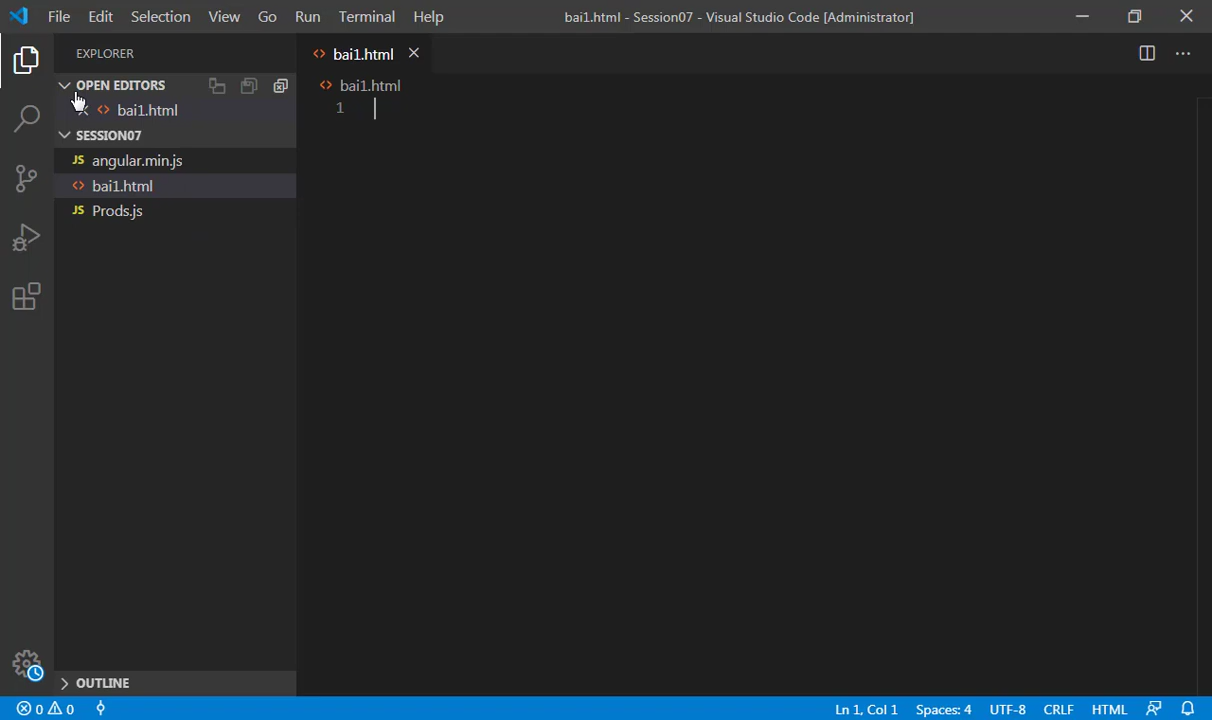 File Edit Selection View Go Run Terminal Help bai1.html - Session07 - Visual Studio Code [Administrator]
EXPLORER
OPEN EDITORS
bai1.html
SESSION07
JS angular.min.js
bai1.html
JS Prods.js
OUTLINE
bai1.html
bai1.html
1
0 0 Ln 1, Col 1 Spaces: 4 UTF-8 CRLF HTML